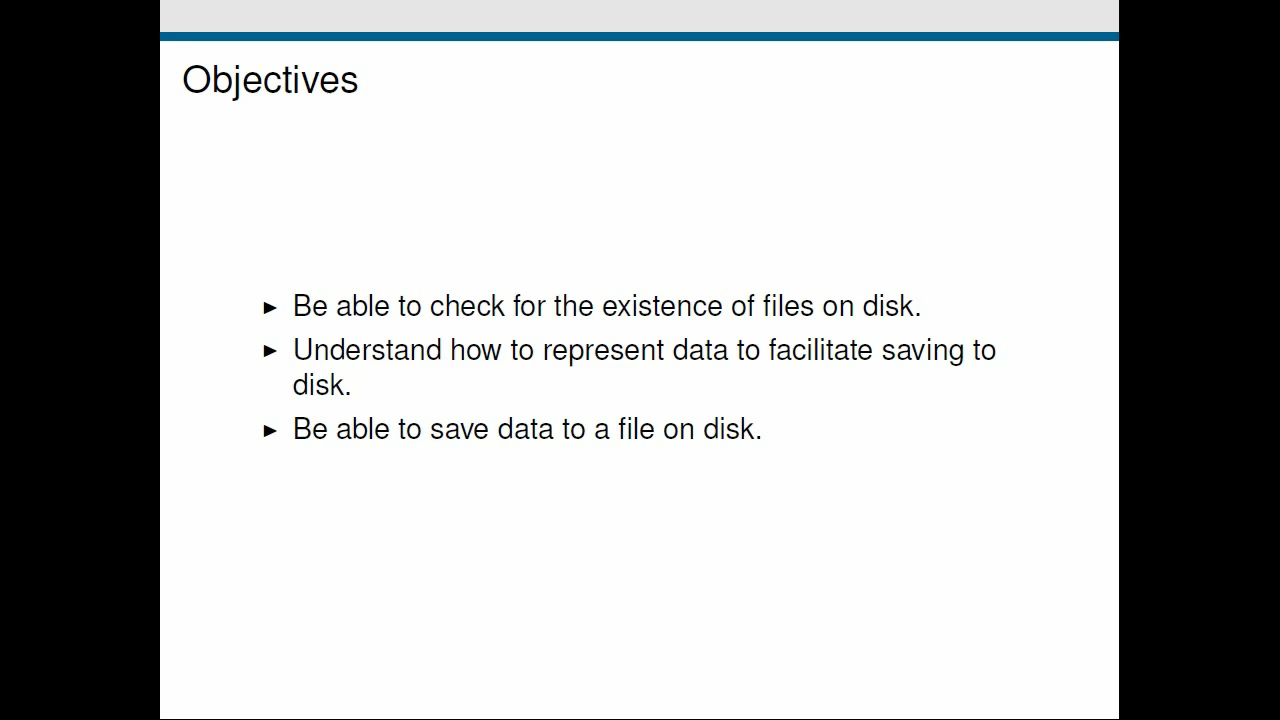 Objectives
► Be able to check for the existence of files on disk.
► Understand how to represent data to facilitate saving to
disk.
► Be able to save data to a file on disk.